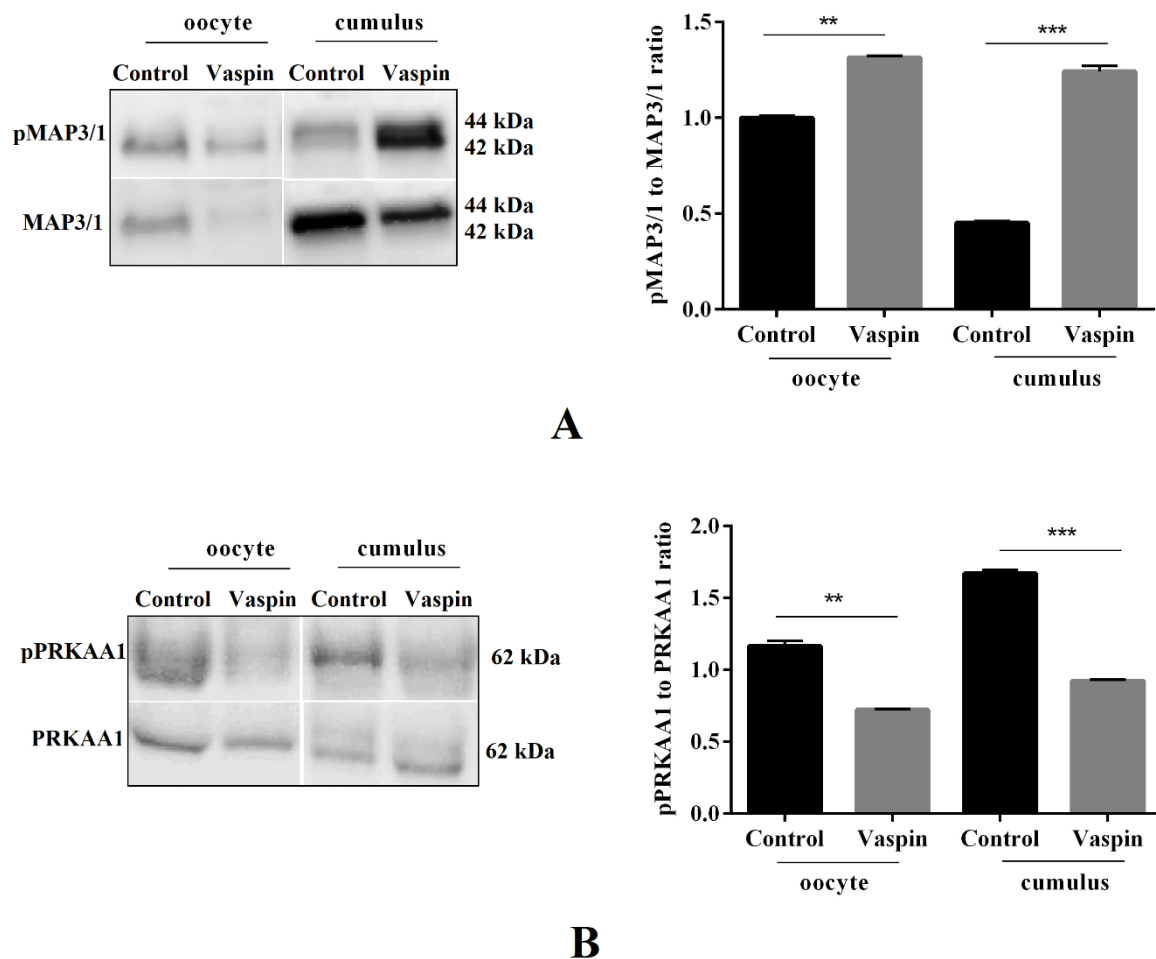 oocyte cumulus
Control Vaspin Control Vaspin
pMAP3/1
44 kDa
42 kDa
MAP3/1
44 kDa
42 kDa
pMAP3/1 to MAP3/1 ratio
1.5
1.0
0.5
0.0
** ***
Control Vaspin Control Vaspin
oocyte cumulus
A
oocyte cumulus
Control Vaspin Control Vaspin
pPRKAA1
62 kDa
PRKAA1
62 kDa
pPRKAA1 to PRKAA1 ratio
2.0
1.5
1.0
0.5
0.0
** ***
Control Vaspin Control Vaspin
oocyte cumulus
B